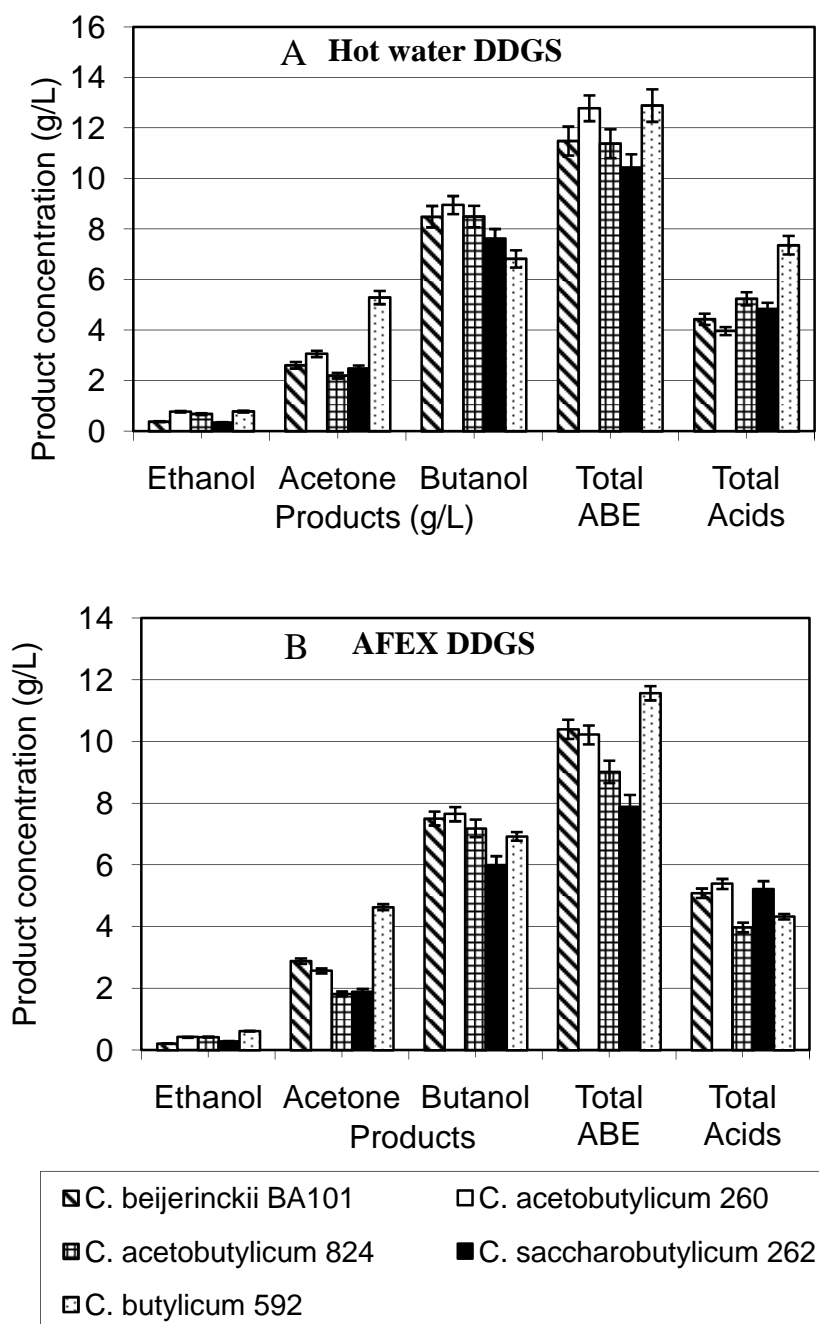 A Hot water DDGS
Product concentration (g/L)
16
14
12
10
8
6
4
2
0
Ethanol Acetone Butanol Total ABE Total Acids
Products (g/L)
B AFEX DDGS
Product concentration (g/L)
14
12
10
8
6
4
2
0
Ethanol Acetone Butanol Total ABE Total Acids
Products
C. beijerinckii BA101
C. acetobutylicum 260
C. acetobutylicum 824
C. saccharobutylicum 262
C. butylicum 592